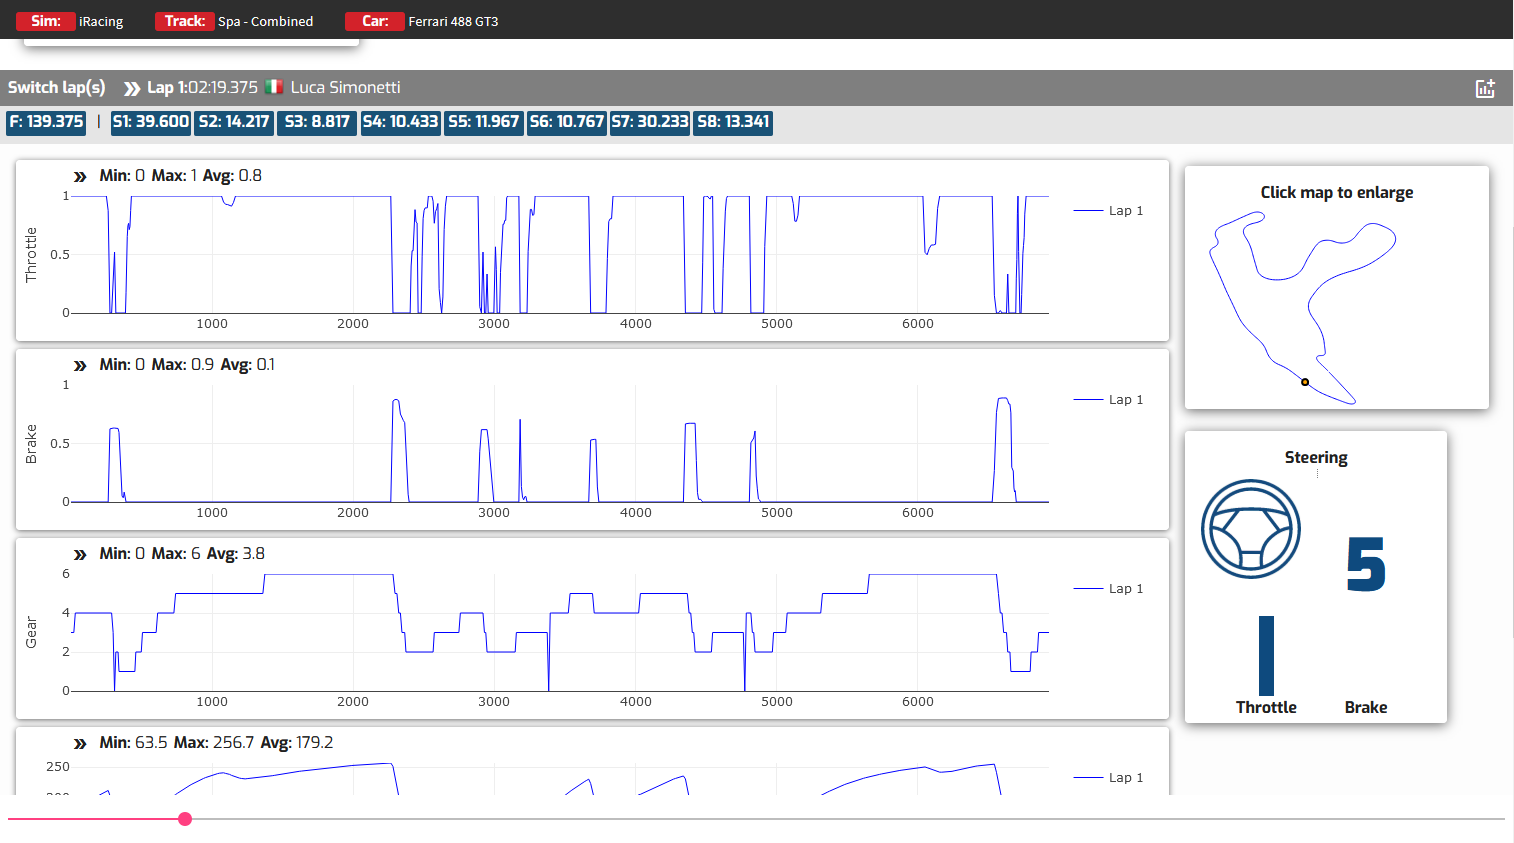 Sim: iRacing Track: Spa - Combined Car: Ferrari 488 GT3
Switch lap(s) » Lap 1:02:19.375 Luca Simonetti
F: 139.375 | S1: 39.600 S2: 14.217 S3: 8.817 S4: 10.433 S5: 11.967 S6: 10.767 S7: 30.233 S8: 13.341
» Min: 0 Max: 1 Avg: 0.8
Throttle
1
0.5
0
1000 2000 3000 4000 5000 6000
Lap 1
» Min: 0 Max: 0.9 Avg: 0.1
Brake
1
0.5
0
1000 2000 3000 4000 5000 6000
Lap 1
» Min: 0 Max: 6 Avg: 3.8
Gear
6
4
2
0
1000 2000 3000 4000 5000 6000
Lap 1
» Min: 63.5 Max: 256.7 Avg: 179.2
250
Lap 1
Click map to enlarge
Steering
5
Throttle Brake